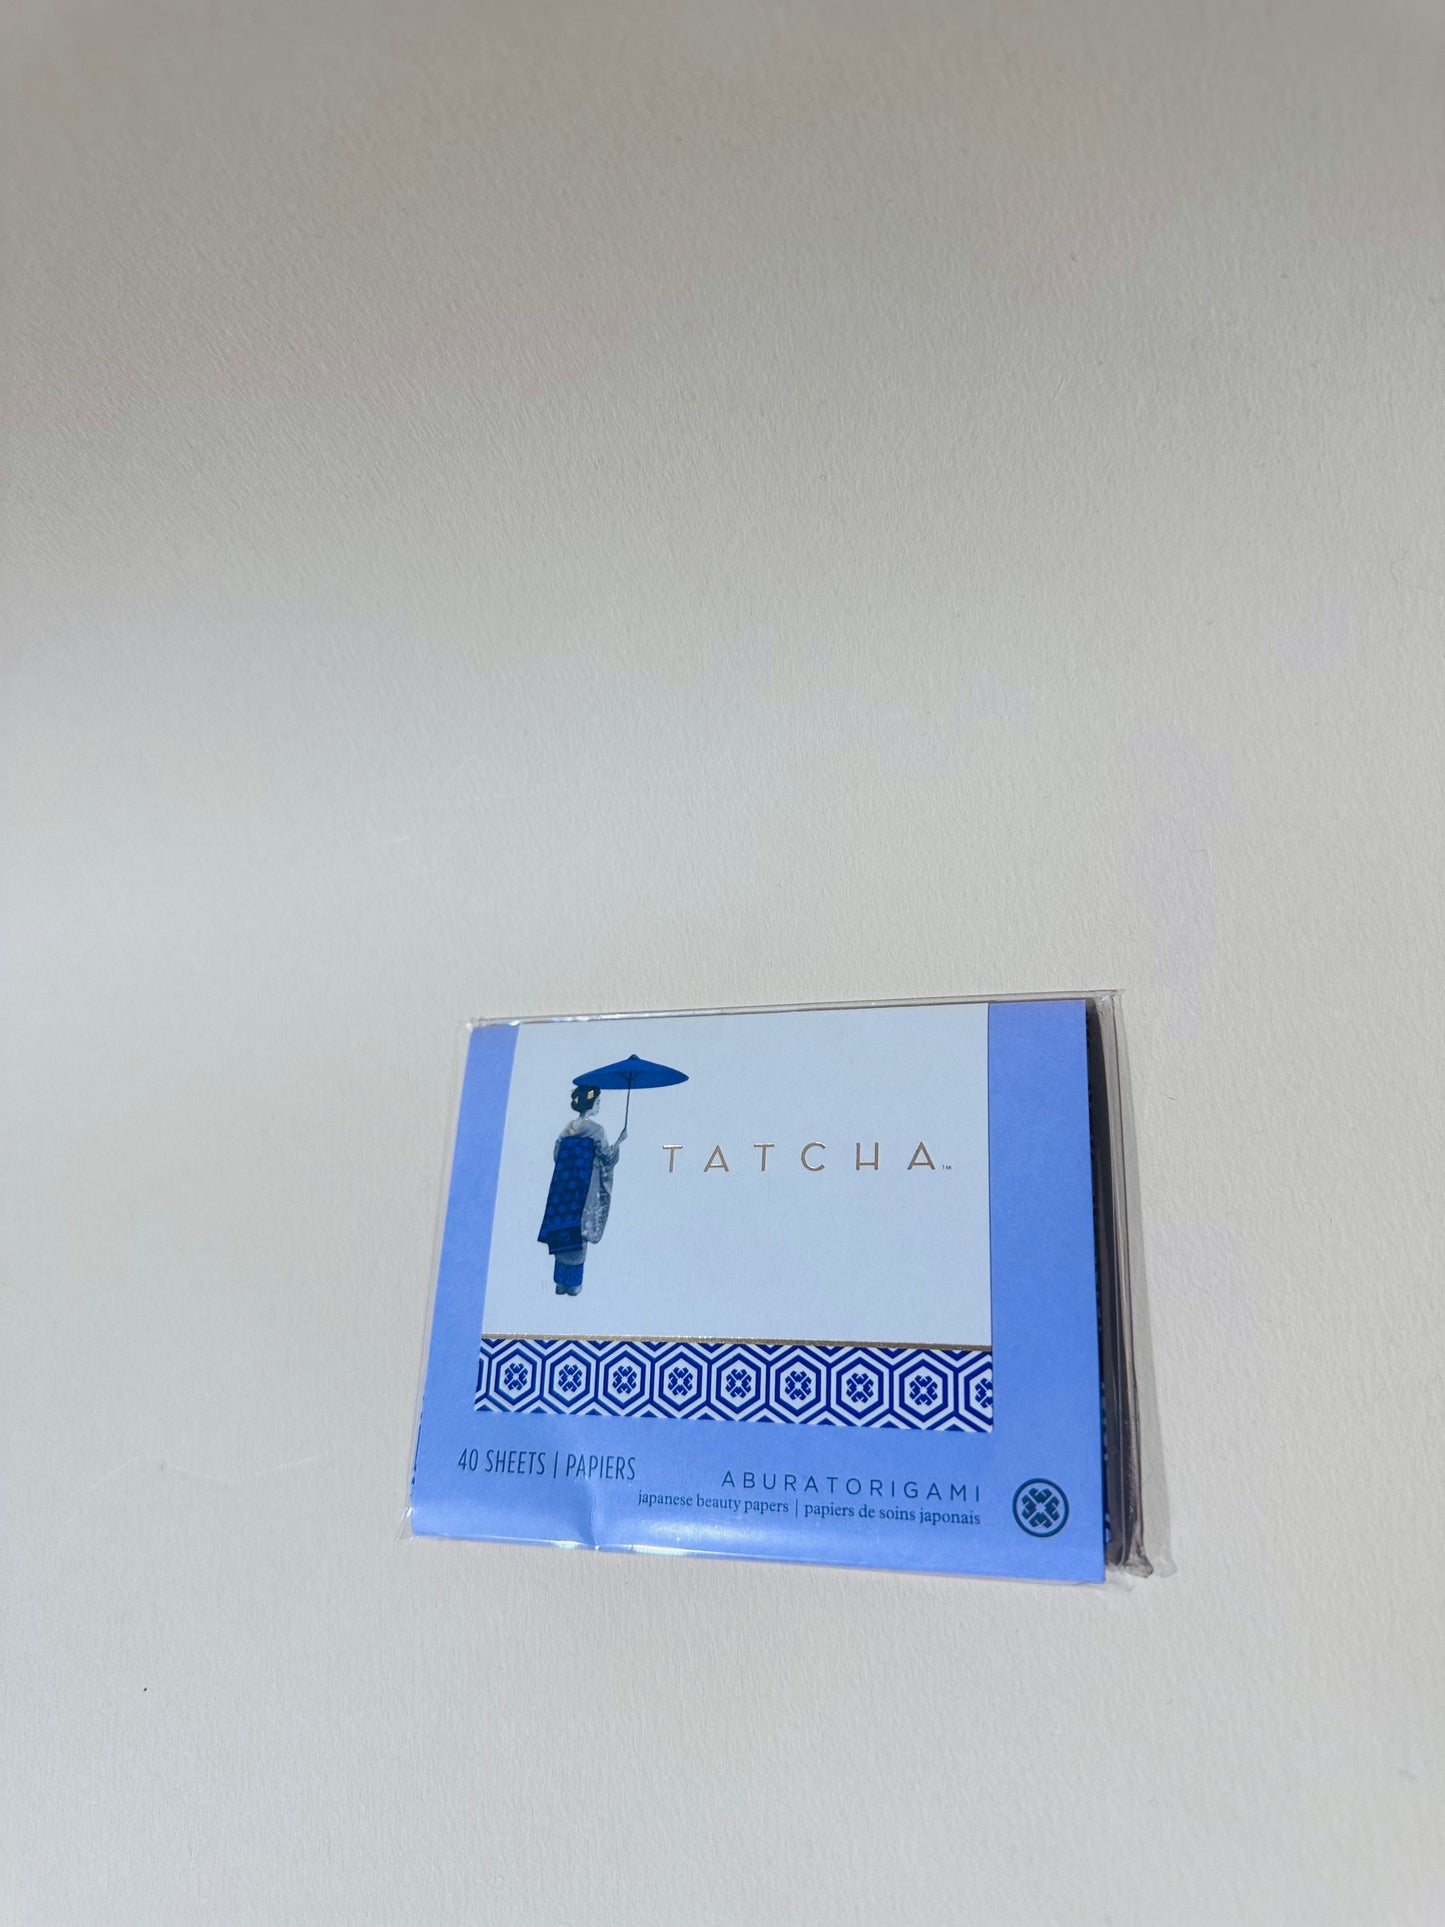 TATCHA™
40 SHEETS | PAPIERS
ABURATORIGAMI
japanese beauty papers | papiers de soins japonais